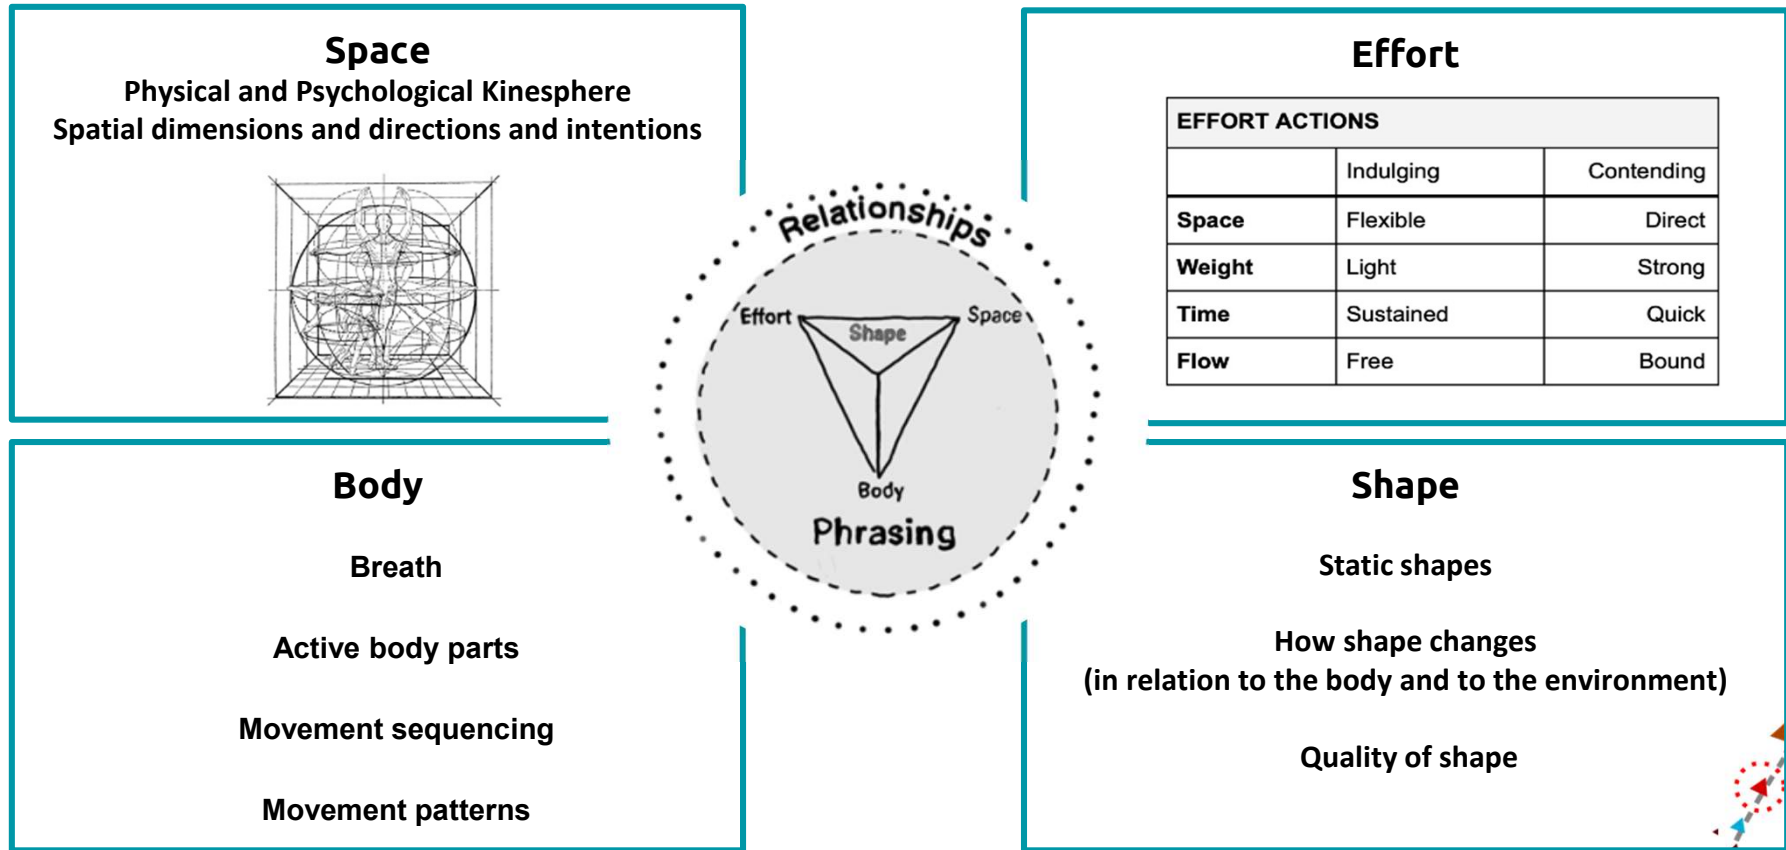 Space
Physical and Psychological Kinesphere
Spatial dimensions and directions and intentions
Effort
EFFORT ACTIONS
Indulging Contending
Space Flexible Direct
Weight Light Strong
Time Sustained Quick
Flow Free Bound
Relationships
Effort Space
Shape
Body
Phrasing
Body
Breath
Active body parts
Movement sequencing
Movement patterns
Shape
Static shapes
How shape changes
(in relation to the body and to the environment)
Quality of shape